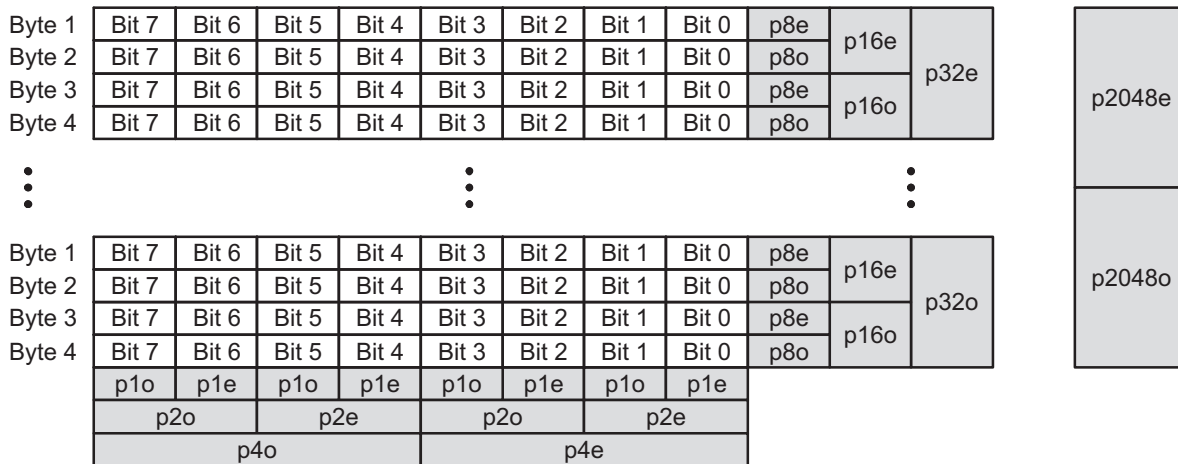 Byte 1 Bit 7 Bit 6 Bit 5 Bit 4 Bit 3 Bit 2 Bit 1 Bit 0 p8e p16e p32e p2048e
Byte 2 Bit 7 Bit 6 Bit 5 Bit 4 Bit 3 Bit 2 Bit 1 Bit 0 p8o
Byte 3 Bit 7 Bit 6 Bit 5 Bit 4 Bit 3 Bit 2 Bit 1 Bit 0 p8e p16o
Byte 4 Bit 7 Bit 6 Bit 5 Bit 4 Bit 3 Bit 2 Bit 1 Bit 0 p8o
Byte 1 Bit 7 Bit 6 Bit 5 Bit 4 Bit 3 Bit 2 Bit 1 Bit 0 p8e p16e p32o p2048o
Byte 2 Bit 7 Bit 6 Bit 5 Bit 4 Bit 3 Bit 2 Bit 1 Bit 0 p8o
Byte 3 Bit 7 Bit 6 Bit 5 Bit 4 Bit 3 Bit 2 Bit 1 Bit 0 p8e p16o
Byte 4 Bit 7 Bit 6 Bit 5 Bit 4 Bit 3 Bit 2 Bit 1 Bit 0 p8o
p1o p1e p1o p1e p1o p1e p1o p1e
p2o p2e p2o p2e
p4o p4e